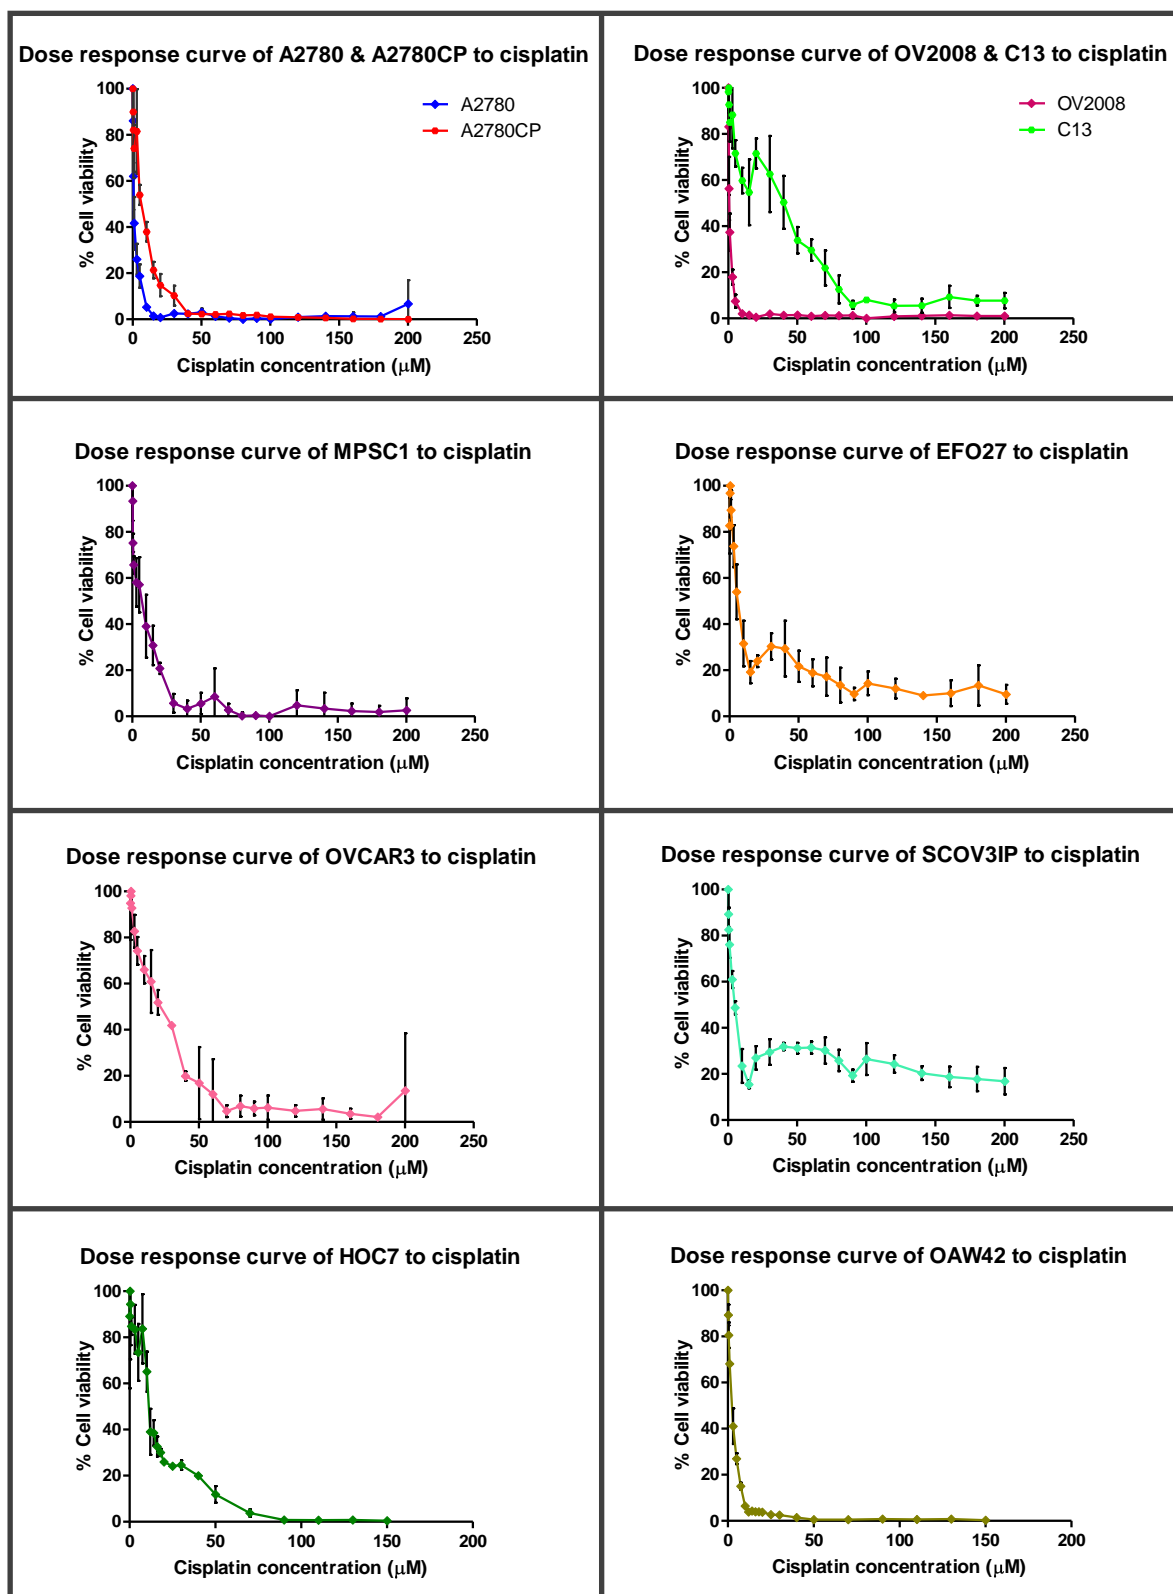 Dose response curve of A2780 & A2780CP to cisplatin
A2780
A2780CP
% Cell viability
100
80
60
40
20
0
0 50 100 150 200 250
Cisplatin concentration (μM)
Dose response curve of OV2008 & C13 to cisplatin
OV2008
C13
% Cell viability
100
80
60
40
20
0
0 50 100 150 200 250
Cisplatin concentration (μM)
Dose response curve of MPSC1 to cisplatin
% Cell viability
100
80
60
40
20
0
0 50 100 150 200 250
Cisplatin concentration (μM)
Dose response curve of EFO27 to cisplatin
% Cell viability
100
80
60
40
20
0
0 50 100 150 200 250
Cisplatin concentration (μM)
Dose response curve of OVCAR3 to cisplatin
% Cell viability
100
80
60
40
20
0
0 50 100 150 200 250
Cisplatin concentration (μM)
Dose response curve of SCOV3IP to cisplatin
% Cell viability
100
80
60
40
20
0
0 50 100 150 200 250
Cisplatin concentration (μM)
Dose response curve of HOC7 to cisplatin
% Cell viability
100
80
60
40
20
0
0 50 100 150 200
Cisplatin concentration (μM)
Dose response curve of OAW42 to cisplatin
% Cell viability
100
80
60
40
20
0
0 50 100 150 200
Cisplatin concentration (μM)